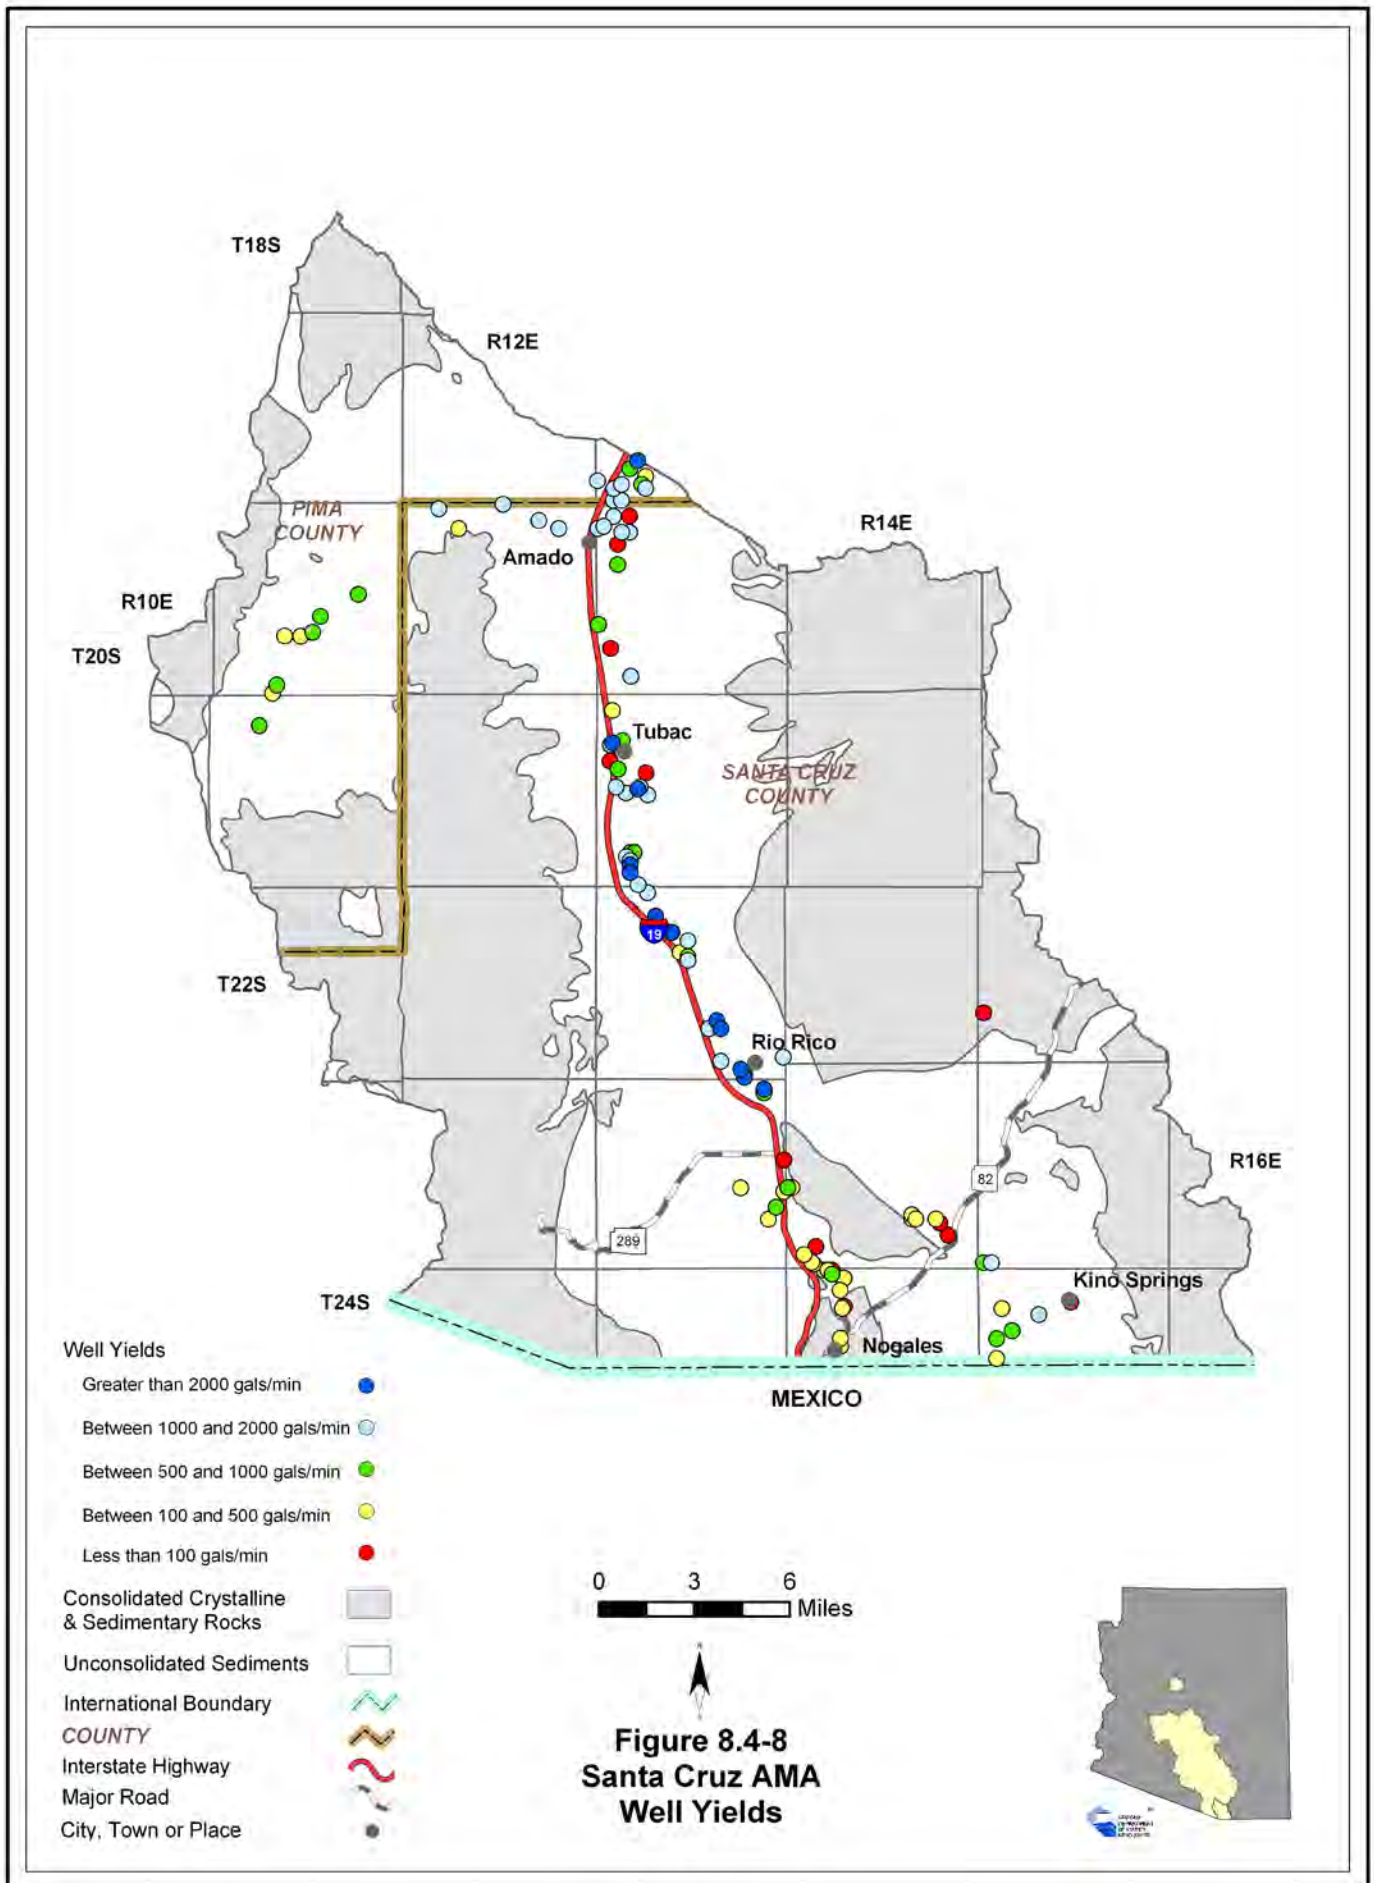 T18S
R12E
PIMA
COUNTY
R14E
Amado
R10E
T20S
Tubac
SANTA CRUZ
COUNTY
19
T22S
Rio Rico
R16E
82
289
Kino Springs
T24S
Nogales
MEXICO
Well Yields
Greater than 2000 gals/min
Between 1000 and 2000 gals/min
Between 500 and 1000 gals/min
Between 100 and 500 gals/min
Less than 100 gals/min
Consolidated Crystalline
& Sedimentary Rocks
Unconsolidated Sediments
International Boundary
COUNTY
Interstate Highway
Major Road
City, Town or Place
0 3 6
Miles
Figure 8.4-8
Santa Cruz AMA
Well Yields